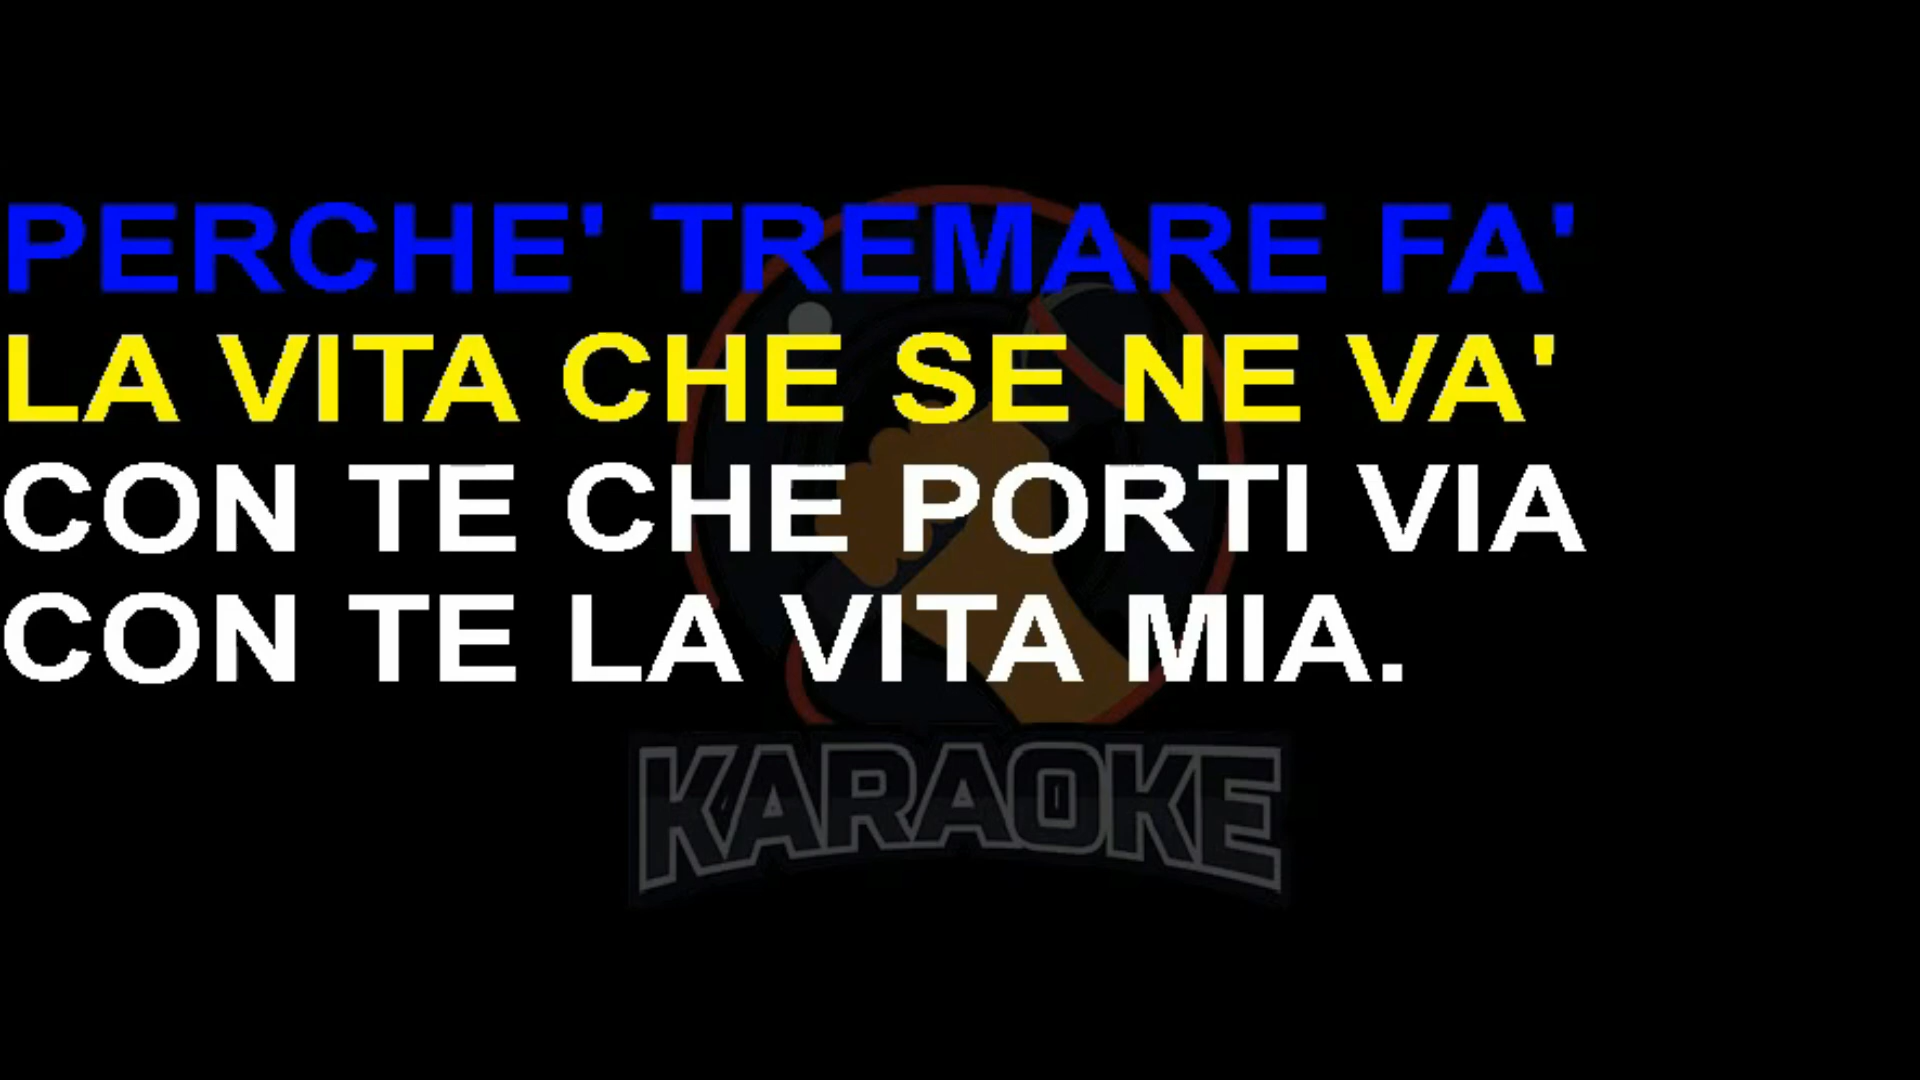 PERCHE' TREMARE FA'
LA VITA CHE SE NE VA'
CON TE CHE PORTI VIA
CON TE LA VITA MIA.
KARAOKE